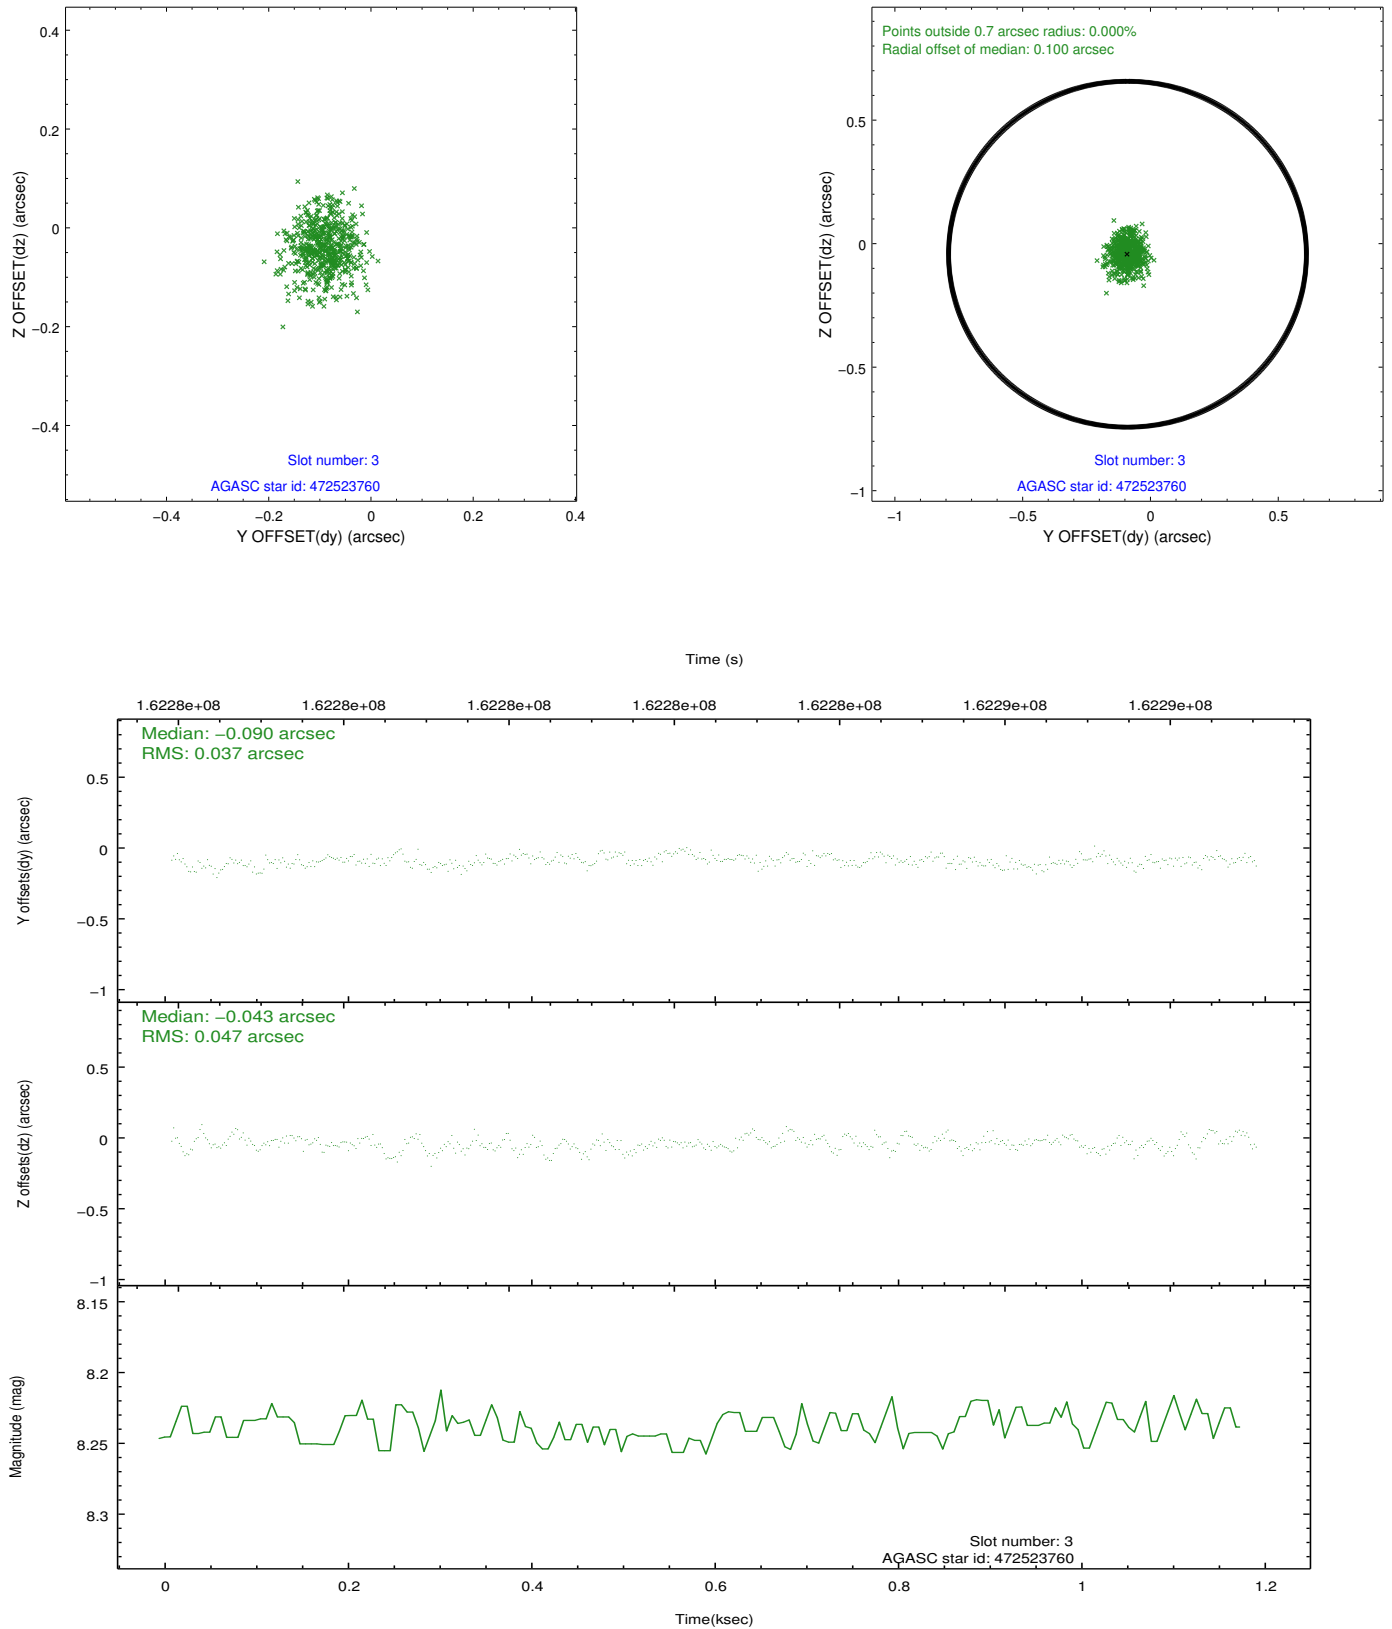 0.4
0.2
0
−0.2
−0.4
Z OFFSET(dz) (arcsec)
Slot number: 3
AGASC star id: 472523760
−0.4 −0.2 0 0.2 0.4
Y OFFSET(dy) (arcsec)
Points outside 0.7 arcsec radius: 0.000%
Radial offset of median: 0.100 arcsec
0.5
0
−0.5
−1
Z OFFSET(dz) (arcsec)
Slot number: 3
AGASC star id: 472523760
−1 −0.5 0 0.5
Y OFFSET(dy) (arcsec)
Time (s)
1.6228e+08 1.6228e+08 1.6228e+08 1.6228e+08 1.6228e+08 1.6229e+08 1.6229e+08
Median: −0.090 arcsec
RMS: 0.037 arcsec
0.5
0
−0.5
−1
Y offsets(dy) (arcsec)
Median: −0.043 arcsec
RMS: 0.047 arcsec
0.5
0
−0.5
−1
Z offsets(dz) (arcsec)
8.15
8.2
8.25
8.3
Magnitude (mag)
Slot number: 3
AGASC star id: 472523760
0 0.2 0.4 0.6 0.8 1 1.2
Time(ksec)